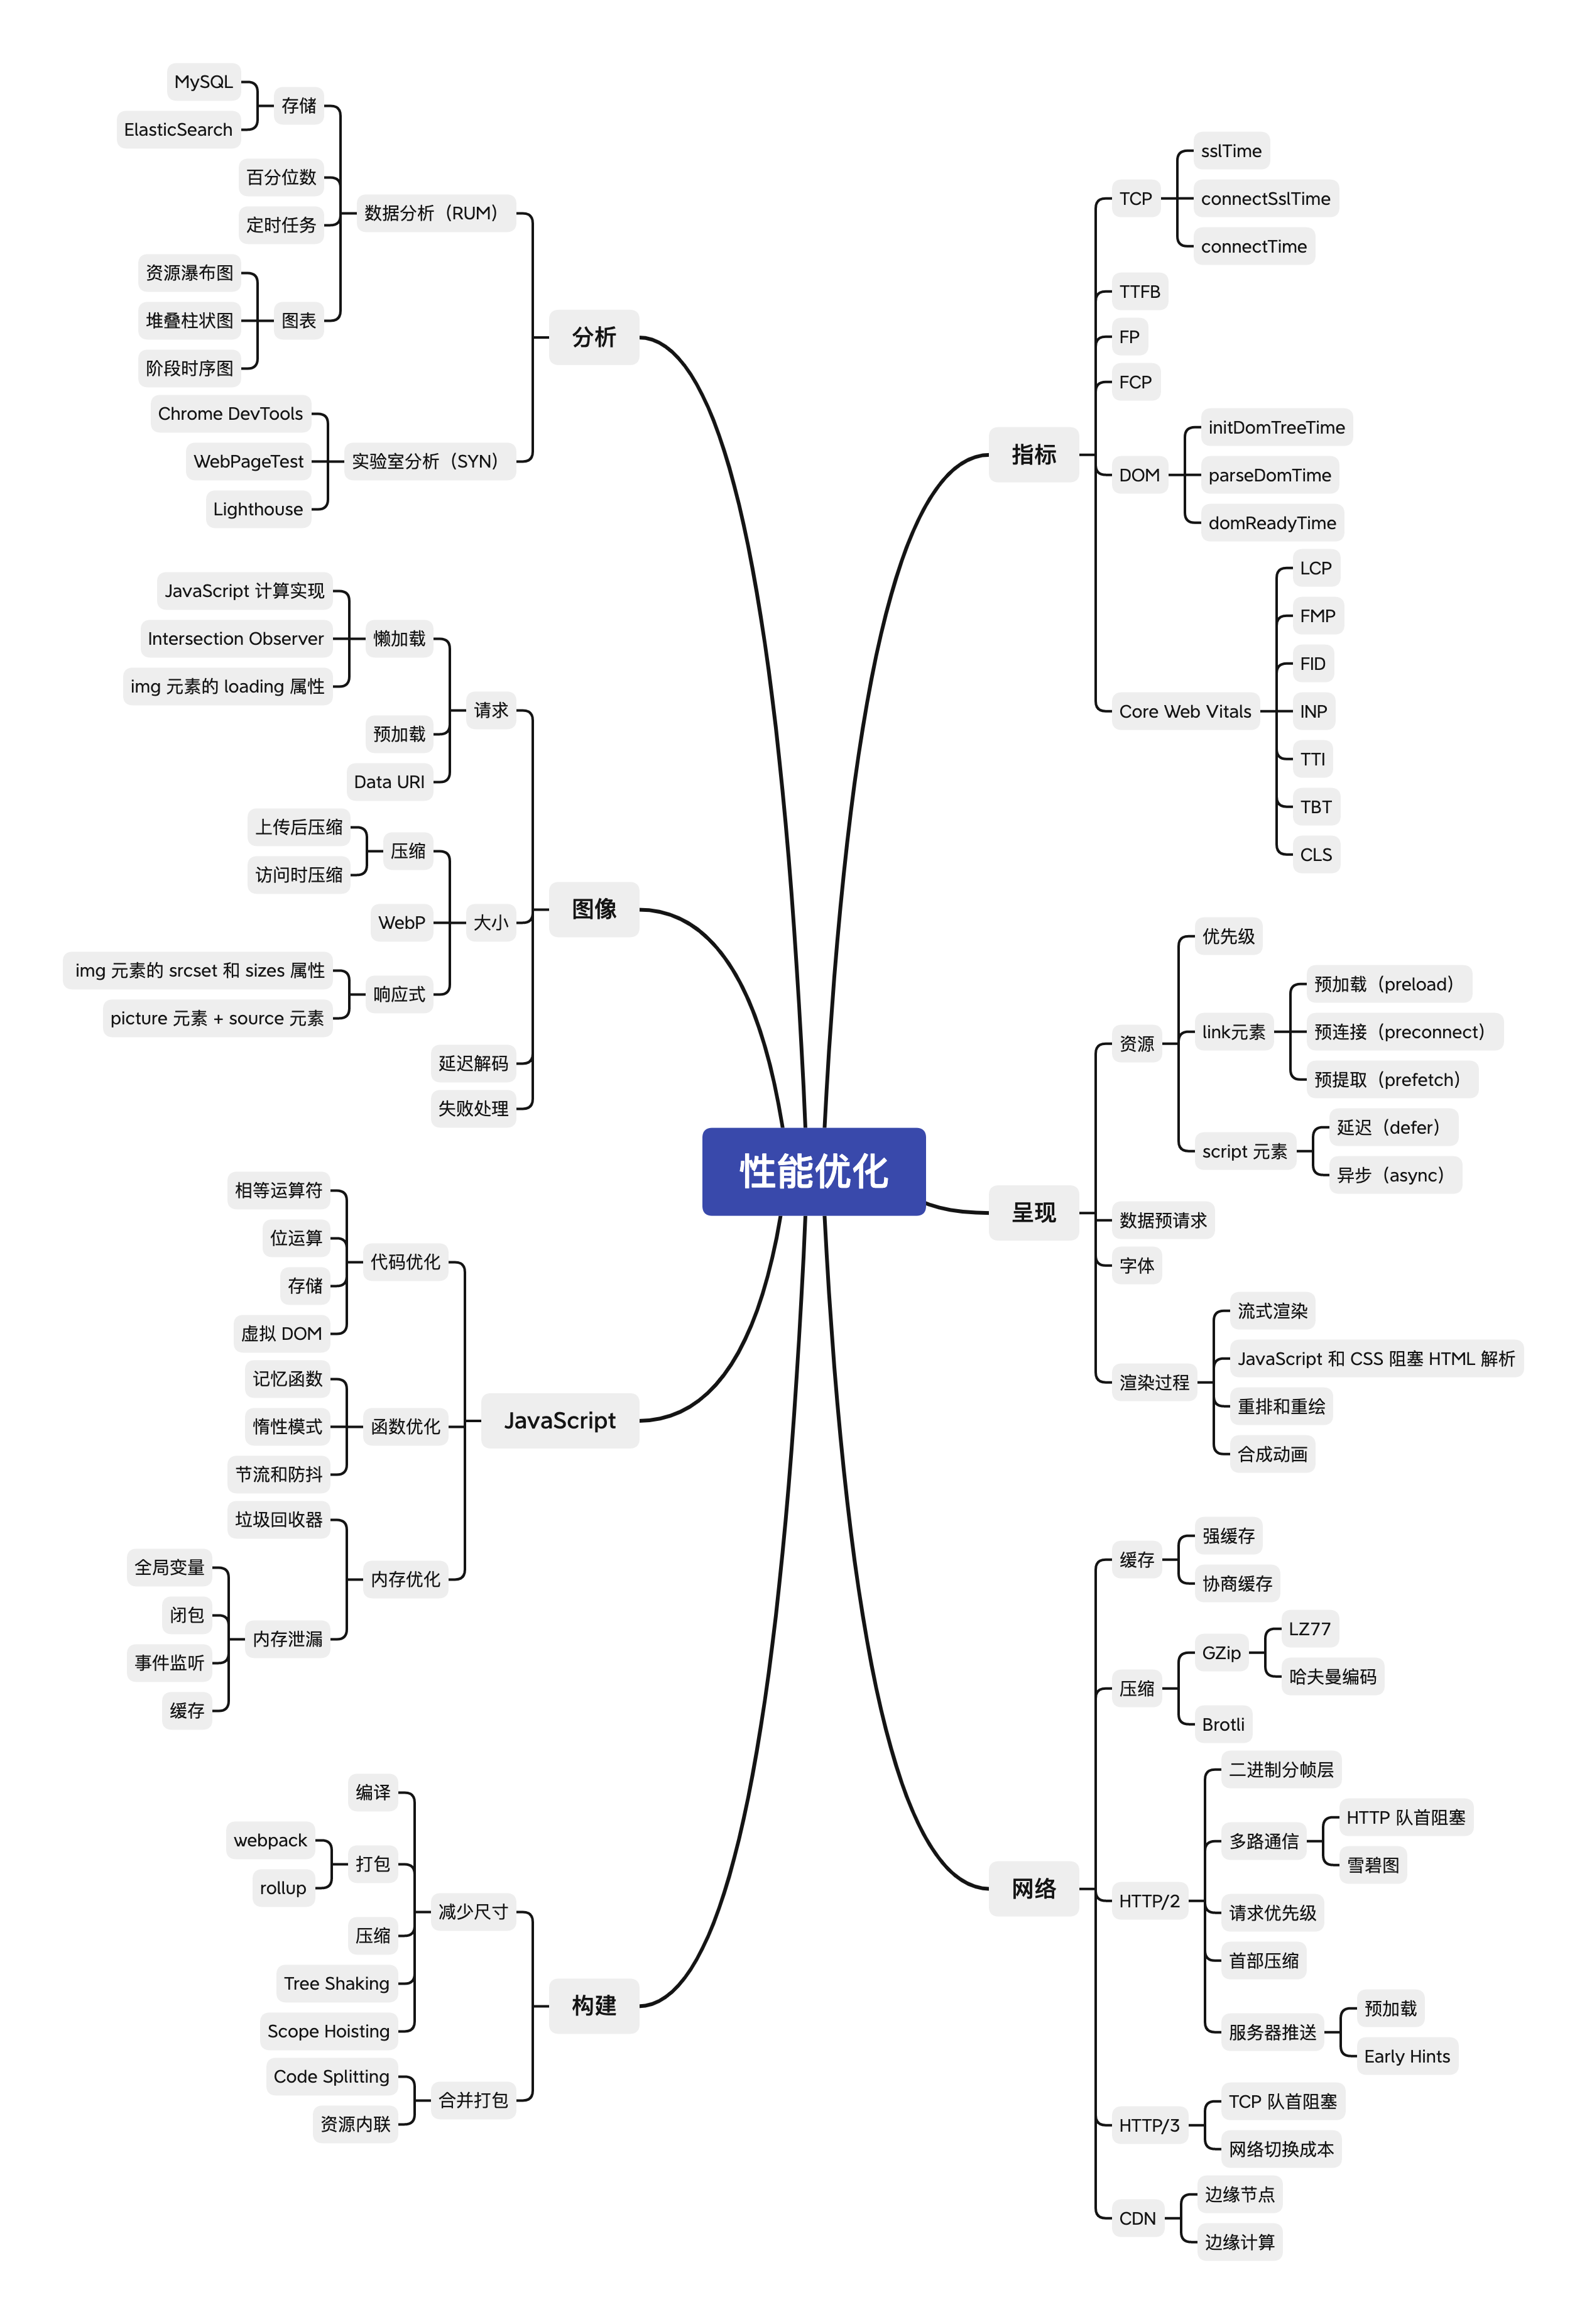 性能优化
指标
TCP
sslTime
connectSslTime
connectTime
TTFB
FP
FCP
DOM
initDomTreeTime
parseDomTime
domReadyTime
Core Web Vitals
LCP
FMP
FID
INP
TTI
TBT
CLS
呈现
资源
优先级
link元素
预加载（preload）
预连接（preconnect）
预提取（prefetch）
script 元素
延迟（defer）
异步（async）
数据预请求
字体
渲染过程
流式渲染
JavaScript 和 CSS 阻塞 HTML 解析
重排和重绘
合成动画
网络
缓存
强缓存
协商缓存
压缩
GZip
LZ77
哈夫曼编码
Brotli
HTTP/2
二进制分帧层
多路通信
HTTP 队首阻塞
雪碧图
请求优先级
首部压缩
服务器推送
预加载
Early Hints
HTTP/3
TCP 队首阻塞
网络切换成本
CDN
边缘节点
边缘计算
分析
数据分析（RUM）
存储
MySQL
ElasticSearch
百分位数
定时任务
图表
资源瀑布图
堆叠柱状图
阶段时序图
实验室分析（SYN）
Chrome DevTools
WebPageTest
Lighthouse
图像
请求
懒加载
JavaScript 计算实现
Intersection Observer
img 元素的 loading 属性
预加载
Data URI
大小
压缩
上传后压缩
访问时压缩
WebP
响应式
img 元素的 srcset 和 sizes 属性
picture 元素 + source 元素
延迟解码
失败处理
JavaScript
代码优化
相等运算符
位运算
存储
虚拟 DOM
函数优化
记忆函数
惰性模式
节流和防抖
内存优化
垃圾回收器
内存泄漏
全局变量
闭包
事件监听
缓存
构建
减少尺寸
编译
打包
webpack
rollup
压缩
Tree Shaking
Scope Hoisting
合并打包
Code Splitting
资源内联